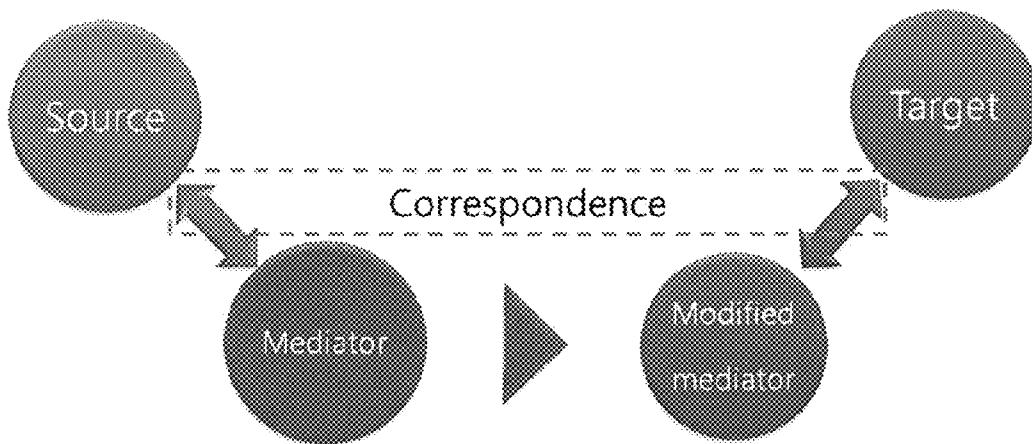 Source
Target
Correspondence
Mediator
Modified
mediator